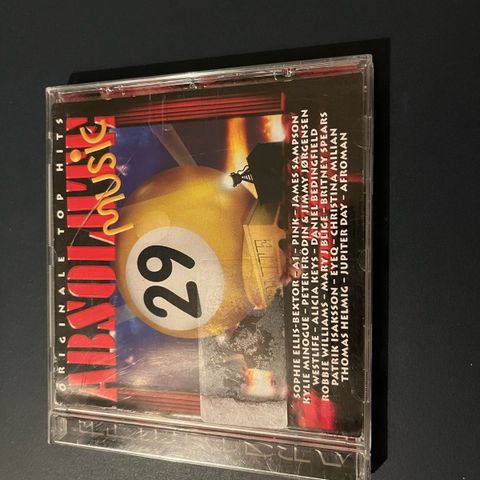 ORIGINALE TOP HITS
ABSOLUTE
music
29
SOPHIE ELLIS-BEXTOR – A1 – PINK – JAMES SAMPSON
KYLIE MINOGUE – PETER FRÖDIN & JIMMY JØRGENSEN
WESTLIFE – ALICIA KEYS – DANIEL BEDINGFIELD
ROBBIE WILLIAMS – MARY J BLIGE – BRITNEY SPEARS
PATRIK ISAKSSON – EYE Q – CHRISTINA MILIAN
THOMAS HELMIG – JUPITER DAY – AFROMAN